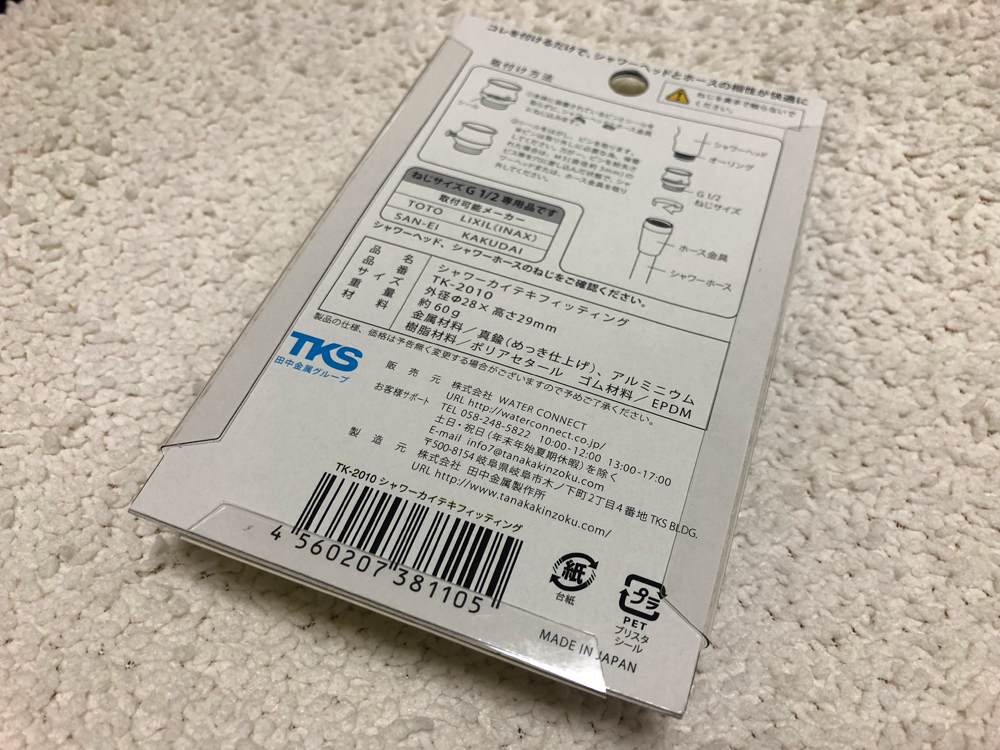 コレを付けるだけで、シャワーヘッドとホースの相性が快適に
取付け方法
ねじを奥まで触らないで
ください。
シール
シャワーヘッド
オーリング
G 1/2
ねじサイズ
ホース金具
シャワーホース
ねじサイズ G 1/2 専用品です
取付可能メーカー
TOTO LIXIL(INAX)
SAN-EI KAKUDAI
シャワーヘッド、シャワーホースのねじをご確認ください。
品名 シャワーカイテキフィッティング
品番 TK-2010
サイズ 外径Φ28×高さ29mm
重量 約60g
材料 金属材料／真鍮(めっき仕上げ)、アルミニウム
樹脂材料／ポリアセタール ゴム材料／EPDM
製品の仕様、価格は予告無く変更する場合がございますので予めご了承ください。
TKS
田中金属グループ
販売元 株式会社 WATER CONNECT
URL http://waterconnect.co.jp/
お客様サポート TEL 058-248-5822 10:00-12:00 13:00-17:00
土日・祝日(年末年始夏期休暇)を除く
E-mail info7@tanakakinzoku.com
〒500-8154 岐阜県岐阜市木ノ下町2丁目4番地 TKS BLDG.
製造元 株式会社 田中金属製作所
URL http://www.tanakakinzoku.com/
TK-2010 シャワーカイテキフィッティング
4 560207 381105
紙
台紙
プラ
PET
ブリスタ
シール
MADE IN JAPAN